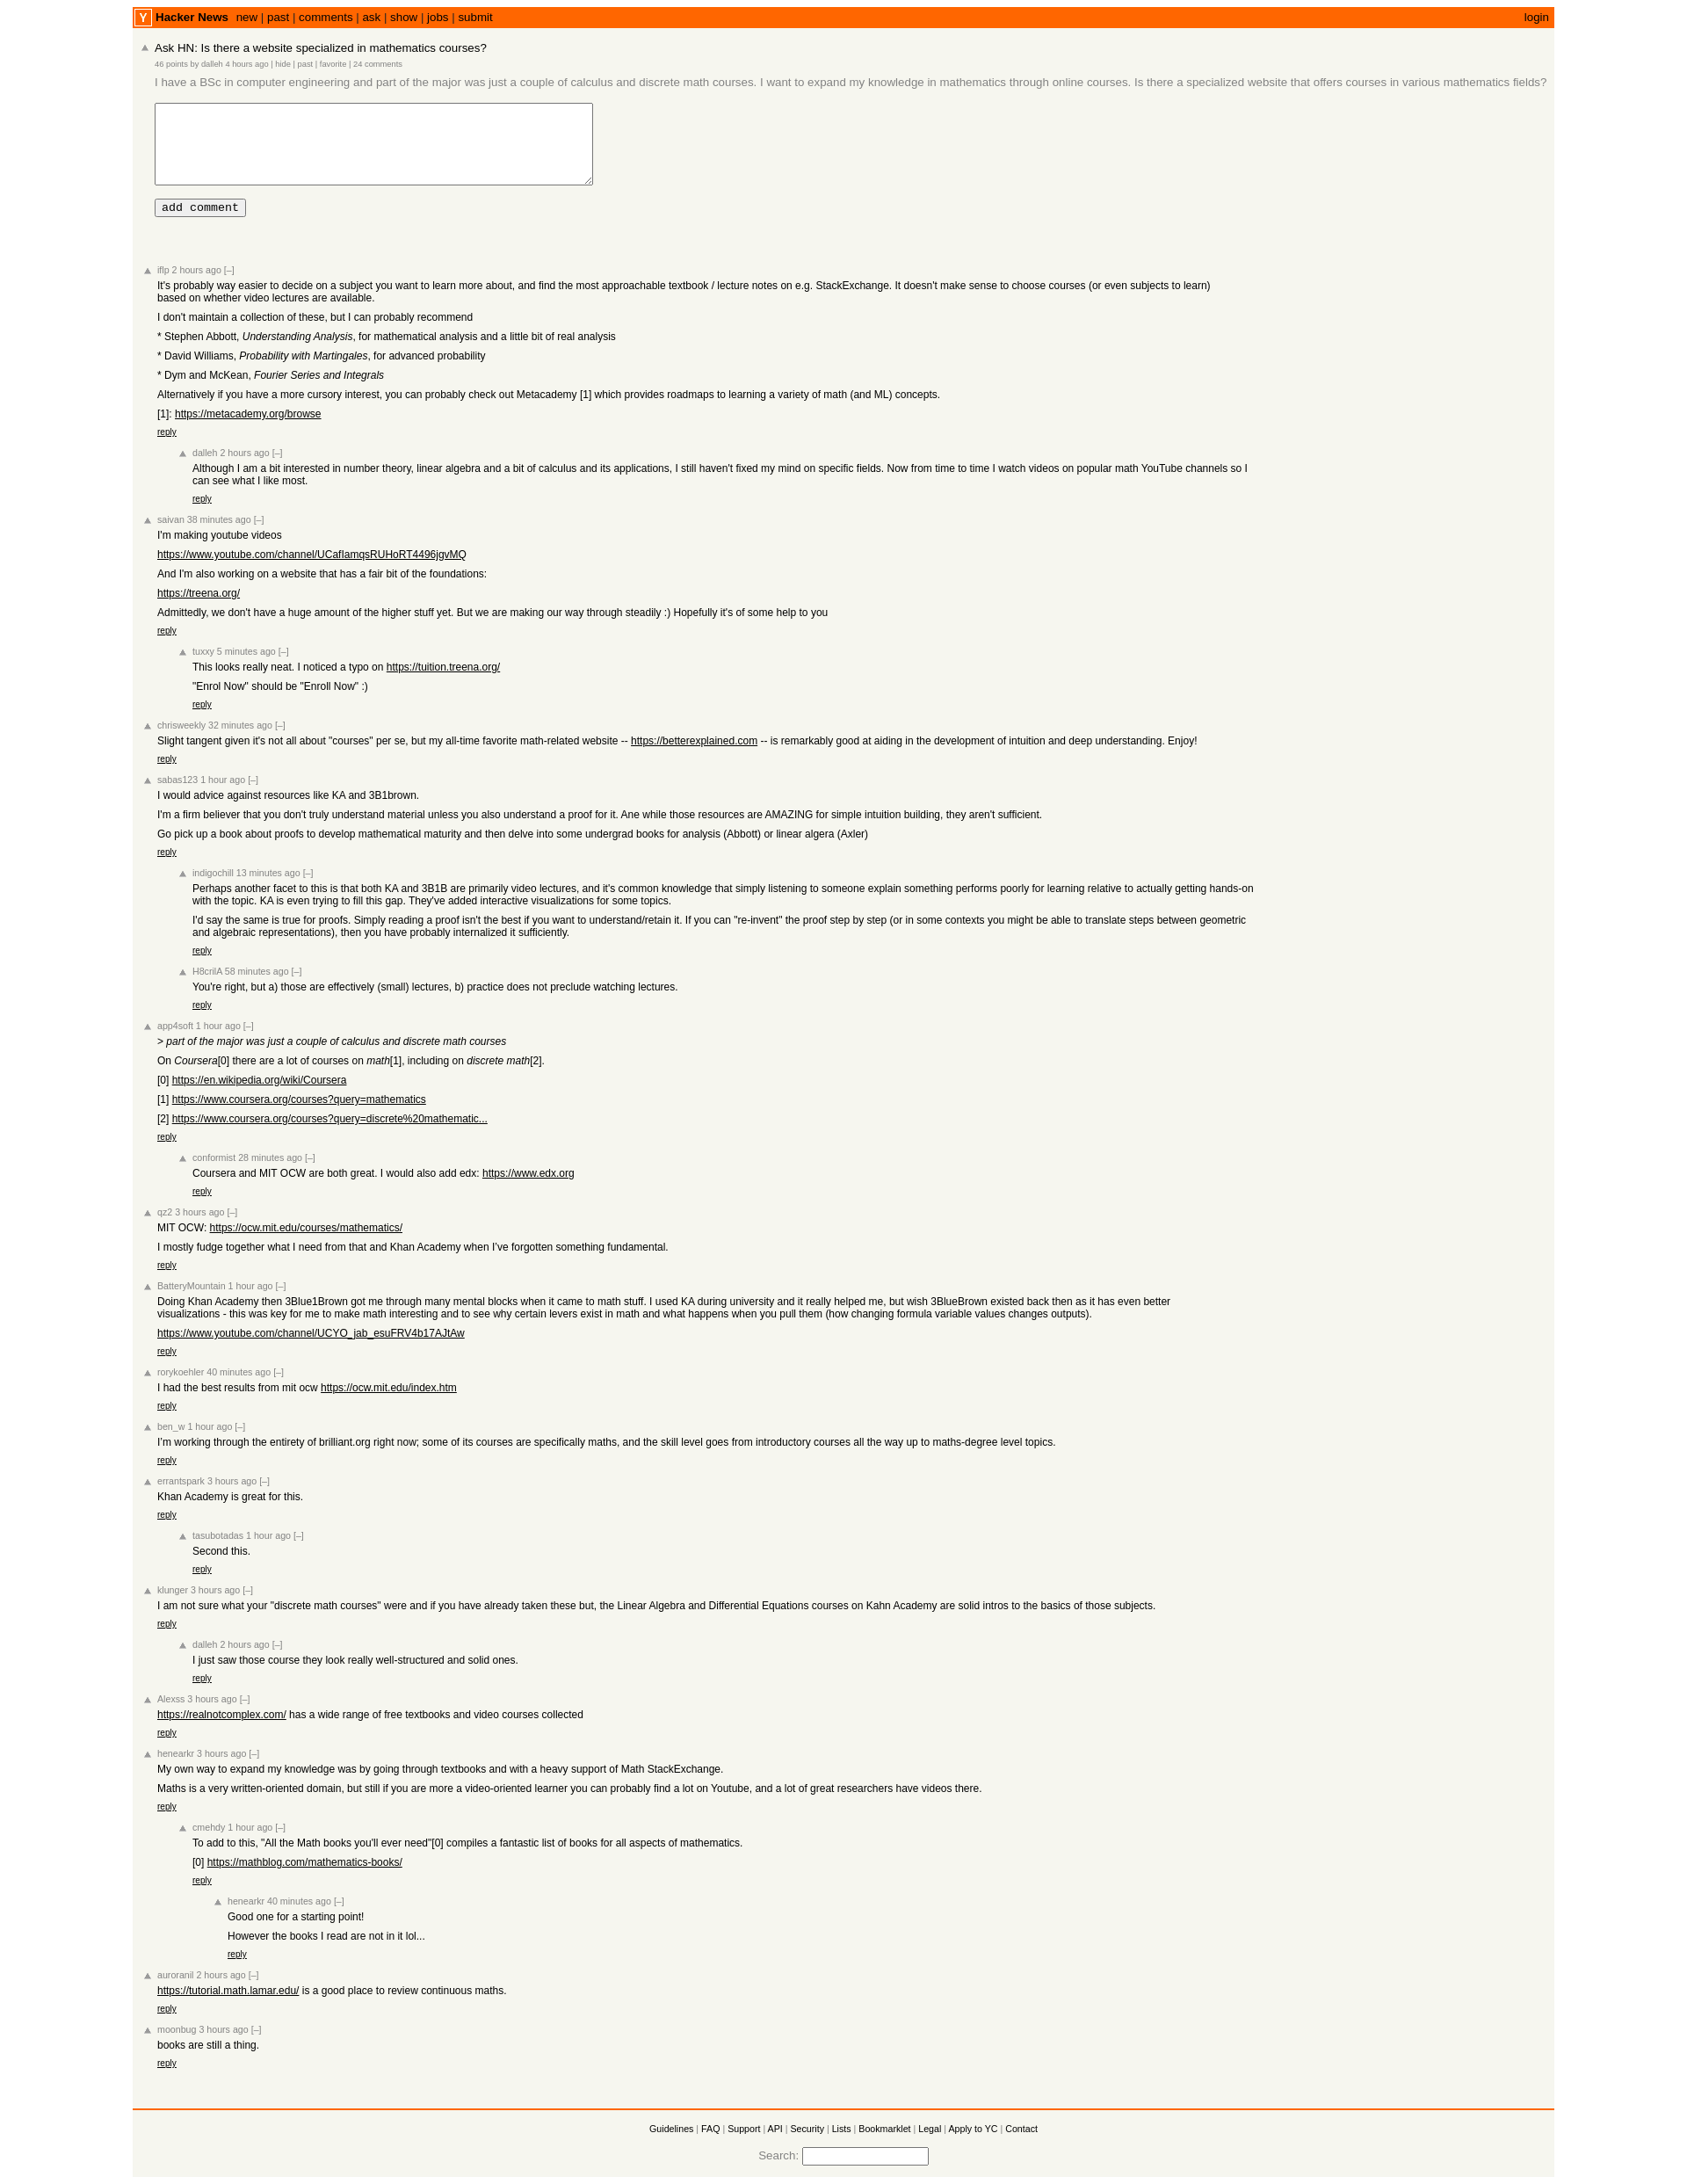 Y Hacker News new | past | comments | ask | show | jobs | submit login
Ask HN: Is there a website specialized in mathematics courses?
46 points by dalleh 4 hours ago | hide | past | favorite | 24 comments
I have a BSc in computer engineering and part of the major was just a couple of calculus and discrete math courses. I want to expand my knowledge in mathematics through online courses. Is there a specialized website that offers courses in various mathematics fields?
add comment
iflp 2 hours ago [–]
It's probably way easier to decide on a subject you want to learn more about, and find the most approachable textbook / lecture notes on e.g. StackExchange. It doesn't make sense to choose courses (or even subjects to learn)
based on whether video lectures are available.
I don't maintain a collection of these, but I can probably recommend
* Stephen Abbott, Understanding Analysis, for mathematical analysis and a little bit of real analysis
* David Williams, Probability with Martingales, for advanced probability
* Dym and McKean, Fourier Series and Integrals
Alternatively if you have a more cursory interest, you can probably check out Metacademy [1] which provides roadmaps to learning a variety of math (and ML) concepts.
[1]: https://metacademy.org/browse
reply
dalleh 2 hours ago [–]
Although I am a bit interested in number theory, linear algebra and a bit of calculus and its applications, I still haven't fixed my mind on specific fields. Now from time to time I watch videos on popular math YouTube channels so I
can see what I like most.
reply
saivan 38 minutes ago [–]
I'm making youtube videos
https://www.youtube.com/channel/UCaflamqsRUHoRT4496jgvMQ
And I'm also working on a website that has a fair bit of the foundations:
https://treena.org/
Admittedly, we don't have a huge amount of the higher stuff yet. But we are making our way through steadily :) Hopefully it's of some help to you
reply
tuxxy 5 minutes ago [–]
This looks really neat. I noticed a typo on https://tuition.treena.org/
"Enrol Now" should be "Enroll Now" :)
reply
chrisweekly 32 minutes ago [–]
Slight tangent given it's not all about "courses" per se, but my all-time favorite math-related website -- https://betterexplained.com -- is remarkably good at aiding in the development of intuition and deep understanding. Enjoy!
reply
sabas123 1 hour ago [–]
I would advice against resources like KA and 3B1brown.
I'm a firm believer that you don't truly understand material unless you also understand a proof for it. Ane while those resources are AMAZING for simple intuition building, they aren't sufficient.
Go pick up a book about proofs to develop mathematical maturity and then delve into some undergrad books for analysis (Abbott) or linear algera (Axler)
reply
indigochill 13 minutes ago [–]
Perhaps another facet to this is that both KA and 3B1B are primarily video lectures, and it's common knowledge that simply listening to someone explain something performs poorly for learning relative to actually getting hands-on
with the topic. KA is even trying to fill this gap. They've added interactive visualizations for some topics.
I'd say the same is true for proofs. Simply reading a proof isn't the best if you want to understand/retain it. If you can "re-invent" the proof step by step (or in some contexts you might be able to translate steps between geometric
and algebraic representations), then you have probably internalized it sufficiently.
reply
H8crilA 58 minutes ago [–]
You're right, but a) those are effectively (small) lectures, b) practice does not preclude watching lectures.
reply
app4soft 1 hour ago [–]
> part of the major was just a couple of calculus and discrete math courses
On Coursera[0] there are a lot of courses on math[1], including on discrete math[2].
[0] https://en.wikipedia.org/wiki/Coursera
[1] https://www.coursera.org/courses?query=mathematics
[2] https://www.coursera.org/courses?query=discrete%20mathematic...
reply
conformist 28 minutes ago [–]
Coursera and MIT OCW are both great. I would also add edx: https://www.edx.org
reply
qz2 3 hours ago [–]
MIT OCW: https://ocw.mit.edu/courses/mathematics/
I mostly fudge together what I need from that and Khan Academy when I've forgotten something fundamental.
reply
BatteryMountain 1 hour ago [–]
Doing Khan Academy then 3Blue1Brown got me through many mental blocks when it came to math stuff. I used KA during university and it really helped me, but wish 3BlueBrown existed back then as it has even better
visualizations - this was key for me to make math interesting and to see why certain levers exist in math and what happens when you pull them (how changing formula variable values changes outputs).
https://www.youtube.com/channel/UCYO_jab_esuFRV4b17AJtAw
reply
rorykoehler 40 minutes ago [–]
I had the best results from mit ocw https://ocw.mit.edu/index.htm
reply
ben_w 1 hour ago [–]
I'm working through the entirety of brilliant.org right now; some of its courses are specifically maths, and the skill level goes from introductory courses all the way up to maths-degree level topics.
reply
errantspark 3 hours ago [–]
Khan Academy is great for this.
reply
tasubotadas 1 hour ago [–]
Second this.
reply
klunger 3 hours ago [–]
I am not sure what your "discrete math courses" were and if you have already taken these but, the Linear Algebra and Differential Equations courses on Kahn Academy are solid intros to the basics of those subjects.
reply
dalleh 2 hours ago [–]
I just saw those course they look really well-structured and solid ones.
reply
Alexss 3 hours ago [–]
https://realnotcomplex.com/ has a wide range of free textbooks and video courses collected
reply
henearkr 3 hours ago [–]
My own way to expand my knowledge was by going through textbooks and with a heavy support of Math StackExchange.
Maths is a very written-oriented domain, but still if you are more a video-oriented learner you can probably find a lot on Youtube, and a lot of great researchers have videos there.
reply
cmehdy 1 hour ago [–]
To add to this, "All the Math books you'll ever need"[0] compiles a fantastic list of books for all aspects of mathematics.
[0] https://mathblog.com/mathematics-books/
reply
henearkr 40 minutes ago [–]
Good one for a starting point!
However the books I read are not in it lol...
reply
auroranil 2 hours ago [–]
https://tutorial.math.lamar.edu/ is a good place to review continuous maths.
reply
moonbug 3 hours ago [–]
books are still a thing.
reply
Guidelines | FAQ | Support | API | Security | Lists | Bookmarklet | Legal | Apply to YC | Contact
Search: